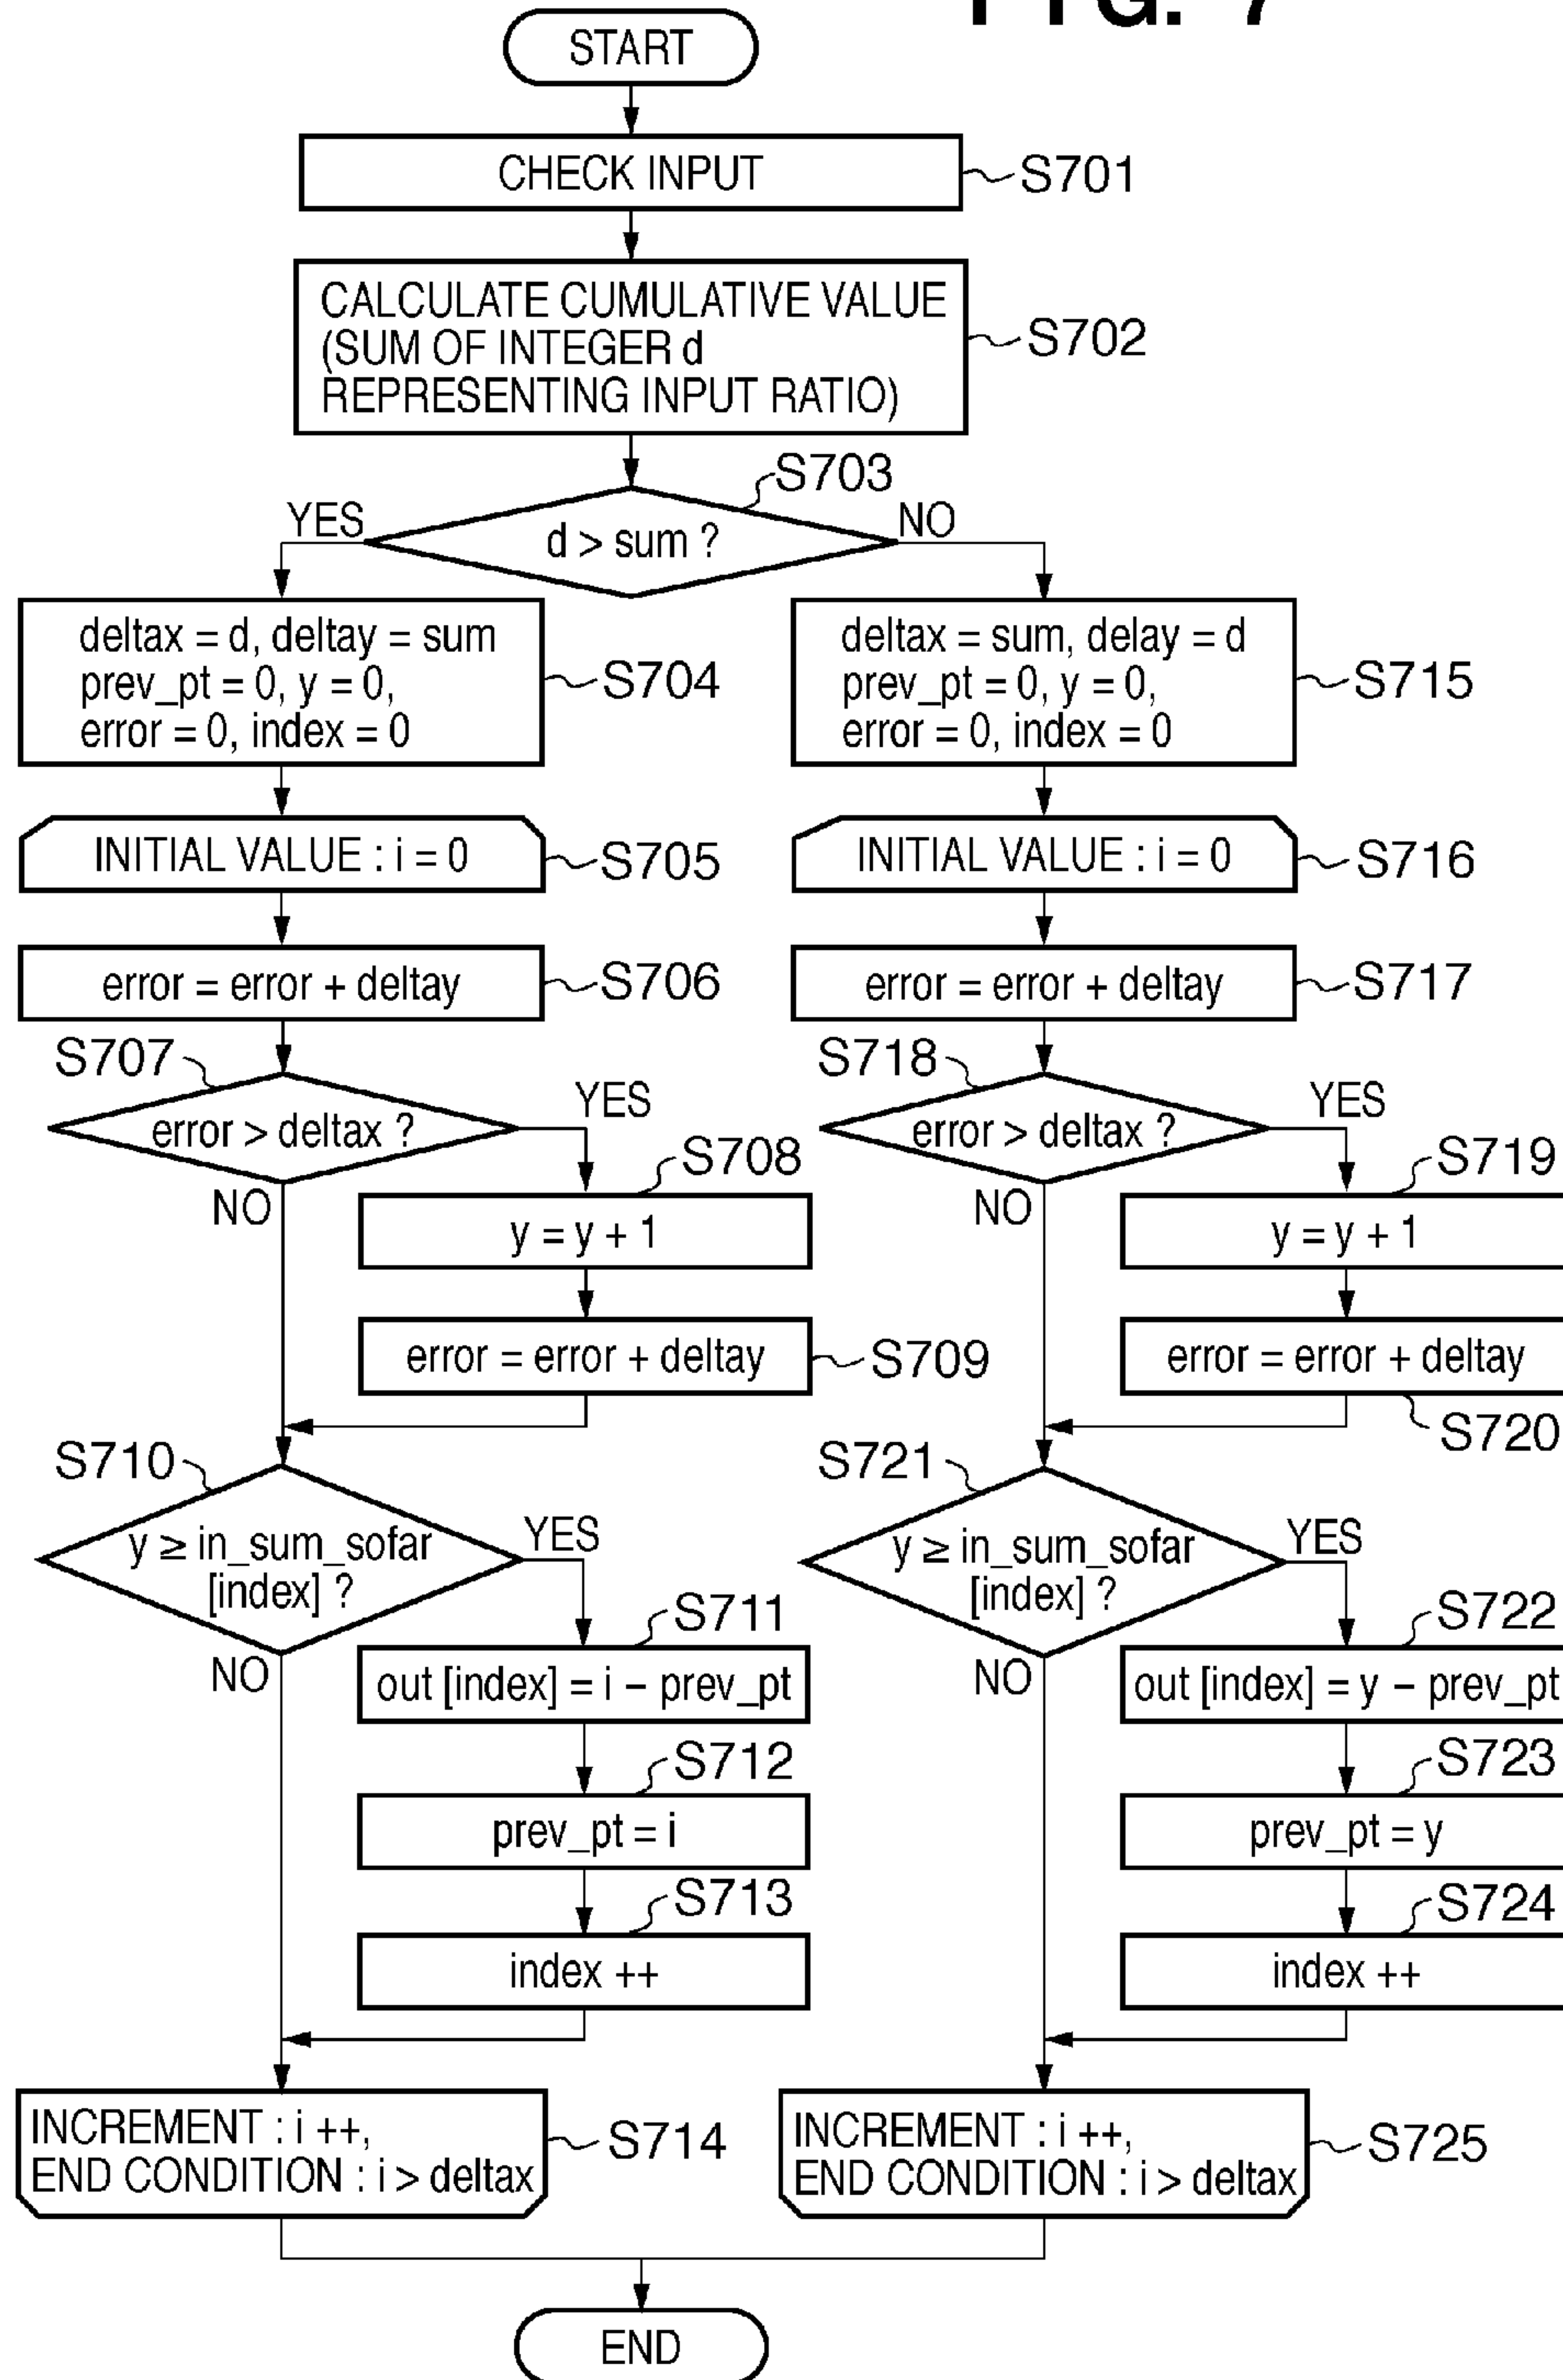 FIG. 7
START
CHECK INPUT
S701
CALCULATE CUMULATIVE VALUE
(SUM OF INTEGER d
REPRESENTING INPUT RATIO)
S702
S703
YES
d > sum ?
NO
deltax = d, deltay = sum
prev_pt = 0, y = 0,
error = 0, index = 0
S704
INITIAL VALUE : i = 0
S705
error = error + deltay
S706
S707
error > deltax ?
YES
NO
S708
y = y + 1
error = error + deltay
S709
S710
y ≥ in_sum_sofar
[index] ?
YES
NO
S711
out [index] = i − prev_pt
S712
prev_pt = i
S713
index ++
INCREMENT : i ++,
END CONDITION : i > deltax
S714
deltax = sum, delay = d
prev_pt = 0, y = 0,
error = 0, index = 0
S715
INITIAL VALUE : i = 0
S716
error = error + deltay
S717
S718
error > deltax ?
YES
NO
S719
y = y + 1
error = error + deltay
S720
S721
y ≥ in_sum_sofar
[index] ?
YES
NO
S722
out [index] = y − prev_pt
S723
prev_pt = y
S724
index ++
INCREMENT : i ++,
END CONDITION : i > deltax
S725
END